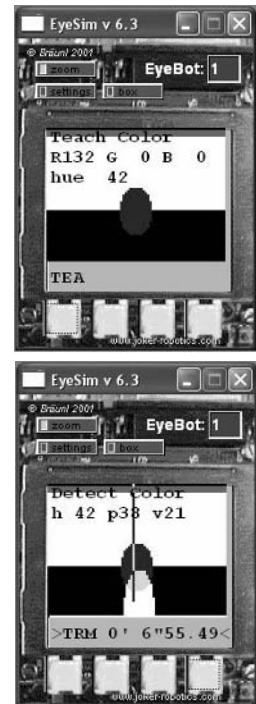 EyeSim v 6.3
© Bräunl 2001
zoom
EyeBot: 1
settings box
Teach Color
R132 G 0 B 0
hue 42
TEA
www.joker-robotics.com
EyeSim v 6.3
© Bräunl 2001
zoom
EyeBot: 1
settings box
Detect Color
h 42 p38 v21
>TRM 0' 6"55.49<
www.joker-robotics.com